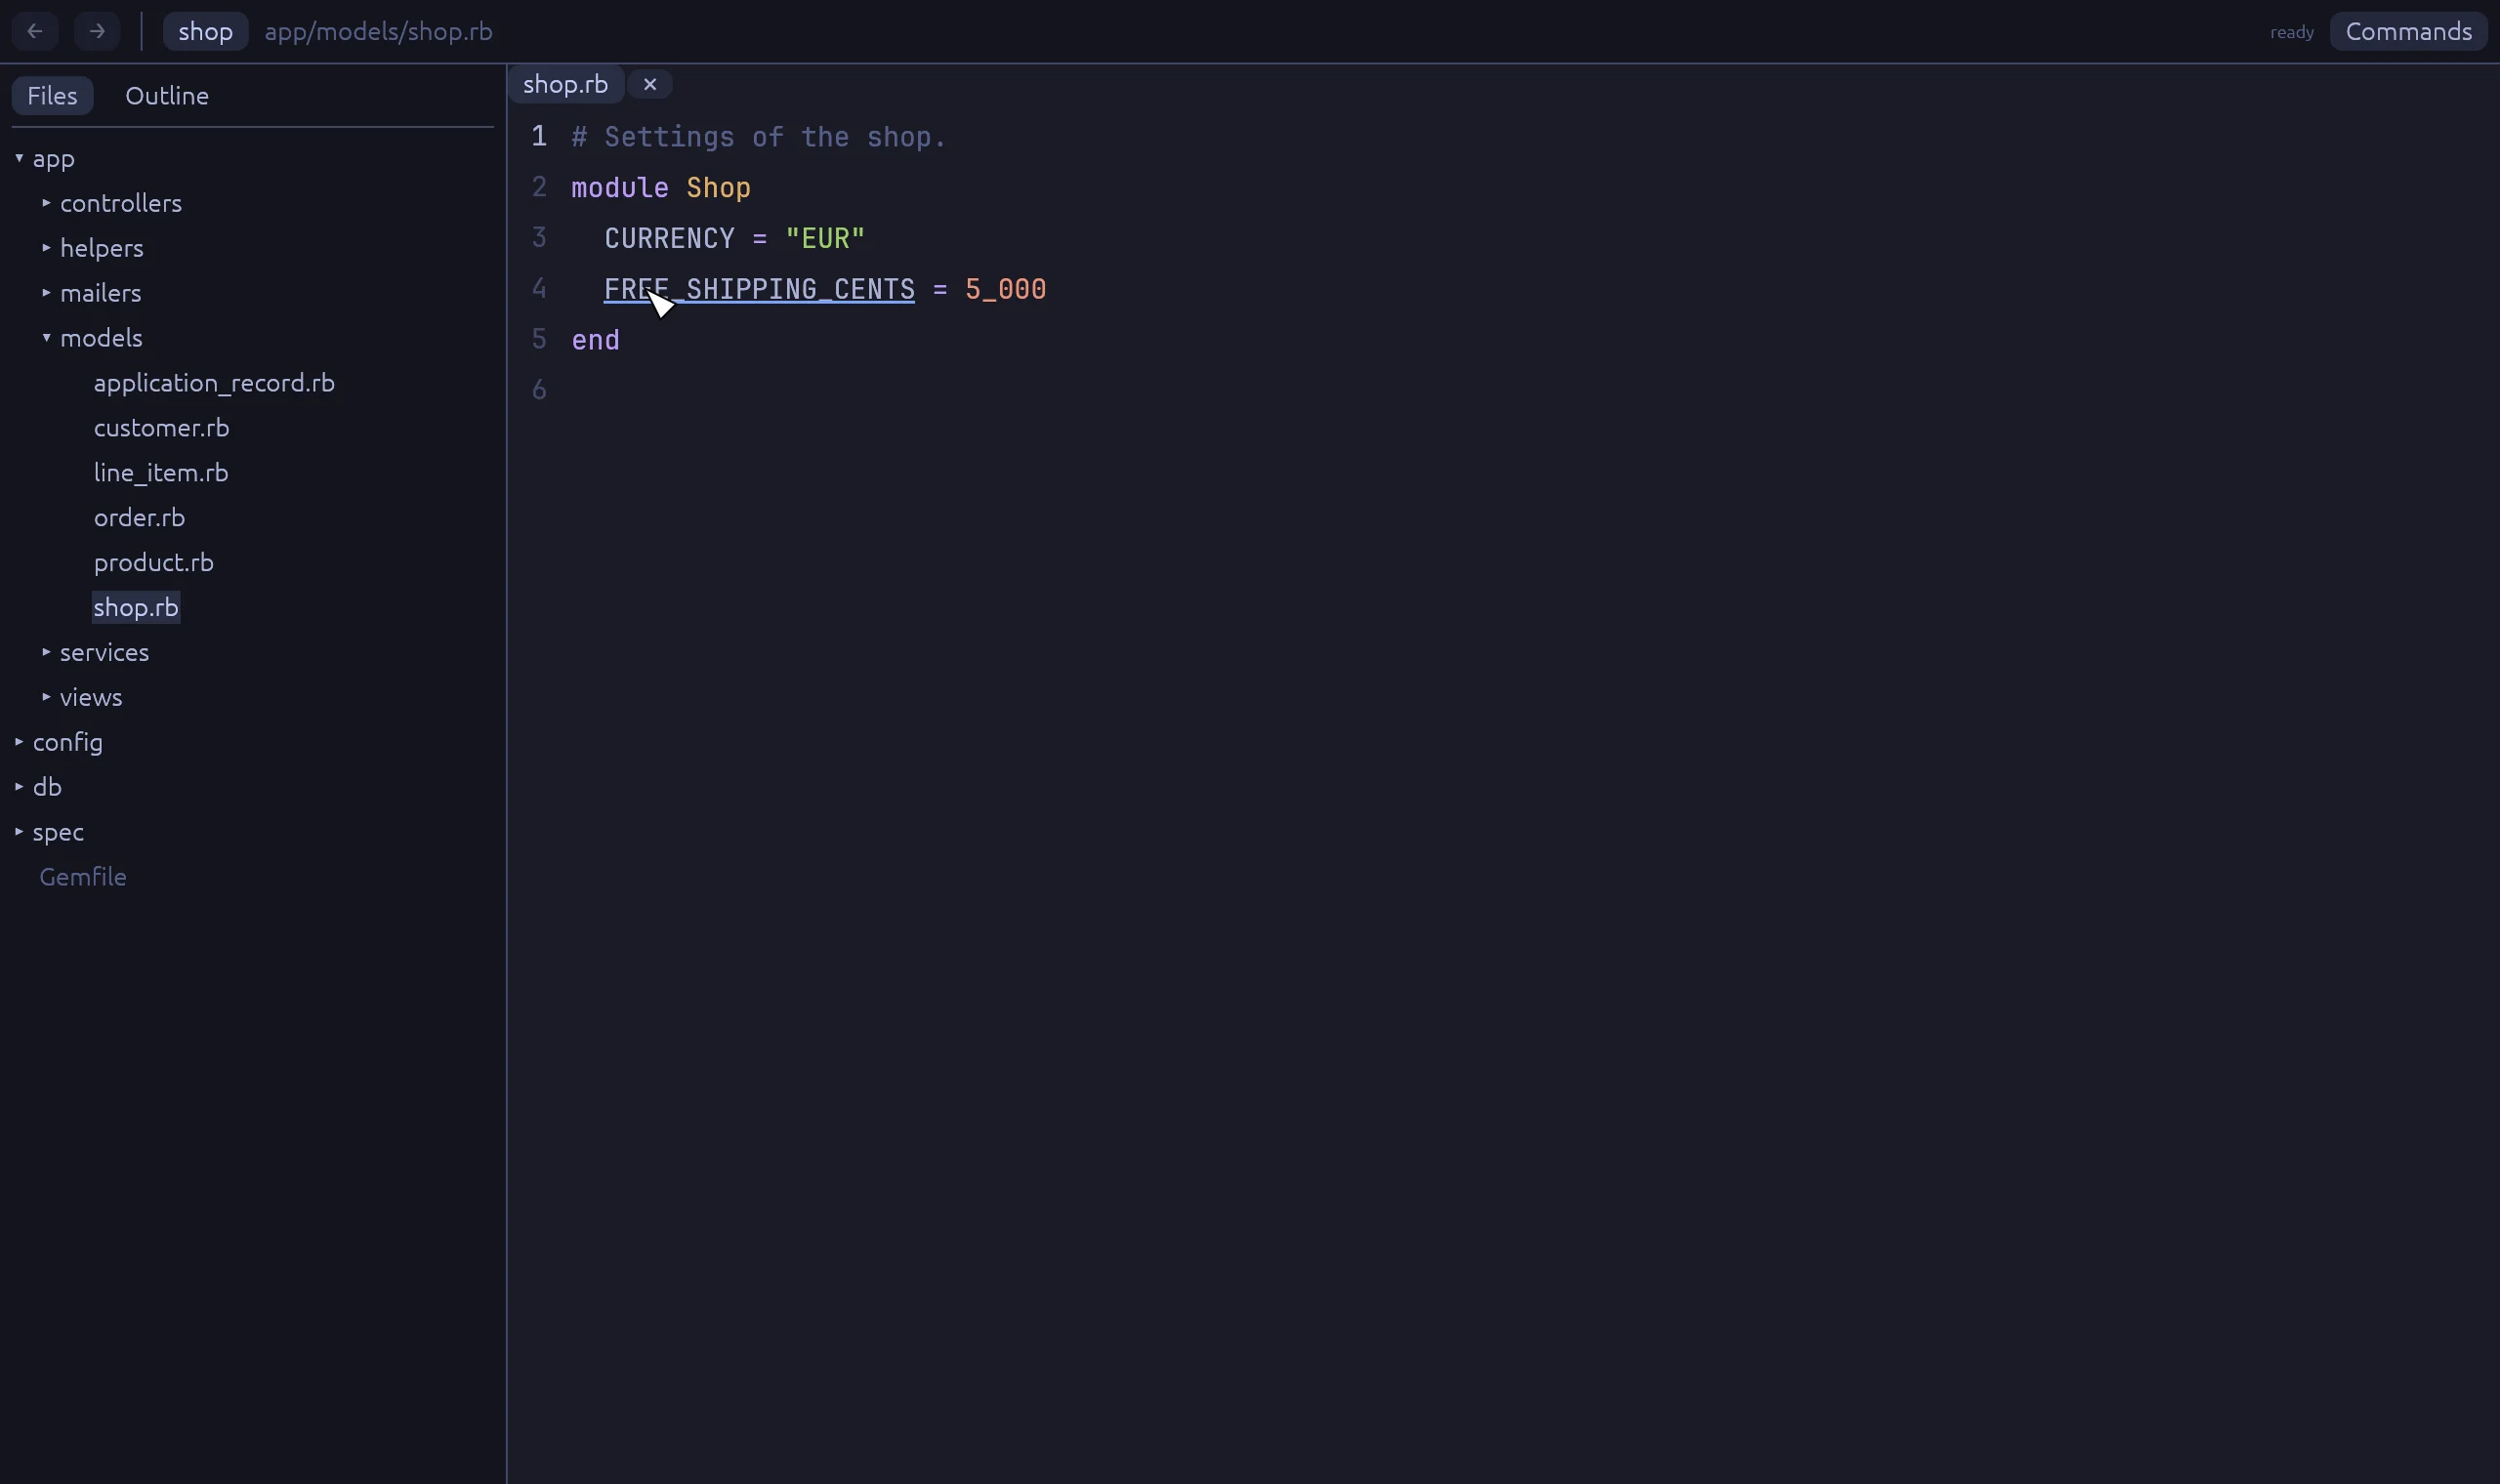 ← → shop app/models/shop.rb ready Commands
Files Outline
▾ app
▸ controllers
▸ helpers
▸ mailers
▾ models
application_record.rb
customer.rb
line_item.rb
order.rb
product.rb
shop.rb
▸ services
▸ views
▸ config
▸ db
▸ spec
Gemfile
shop.rb ×
1 # Settings of the shop.
2 module Shop
3   CURRENCY = "EUR"
4   FREE_SHIPPING_CENTS = 5_000
5 end
6